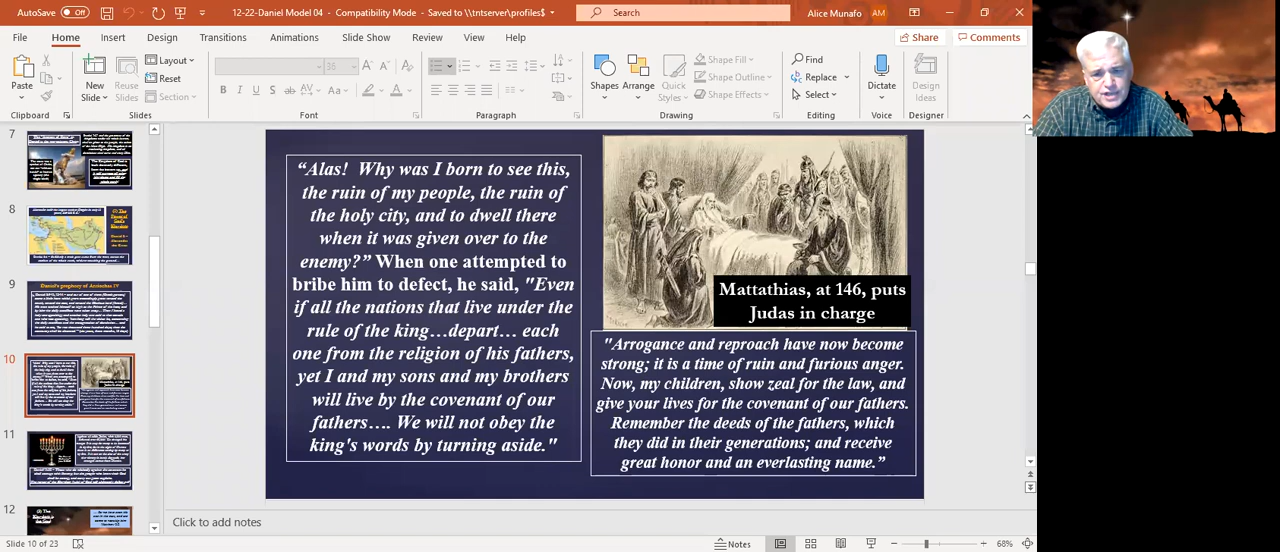 AutoSave Off
12-22-Daniel Model 04 - Compatibility Mode - Saved to \\tntserver\profiles$
Search
Alice Munafo AM
File Home Insert Design Transitions Animations Slide Show Review View Help
Share Comments
Paste
New Slide
Reuse Slides
Layout
Reset
Section
36
Shapes
Arrange
Quick Styles
Shape Fill
Shape Outline
Shape Effects
Find
Replace
Select
Dictate
Design Ideas
Clipboard Slides Font Paragraph Drawing Editing Voice Designer
7
8
9
Daniel's prophecy of Antiochus IV
10
11
12
"Alas! Why was I born to see this,
the ruin of my people, the ruin of
the holy city, and to dwell there
when it was given over to the
enemy?" When one attempted to
bribe him to defect, he said, "Even
if all the nations that live under the
rule of the king…depart… each
one from the religion of his fathers,
yet I and my sons and my brothers
will live by the covenant of our
fathers…. We will not obey the
king's words by turning aside."
Mattathias, at 146, puts
Judas in charge
"Arrogance and reproach have now become
strong; it is a time of ruin and furious anger.
Now, my children, show zeal for the law, and
give your lives for the covenant of our fathers.
Remember the deeds of the fathers, which
they did in their generations; and receive
great honor and an everlasting name."
Click to add notes
Slide 10 of 23
Notes
68%